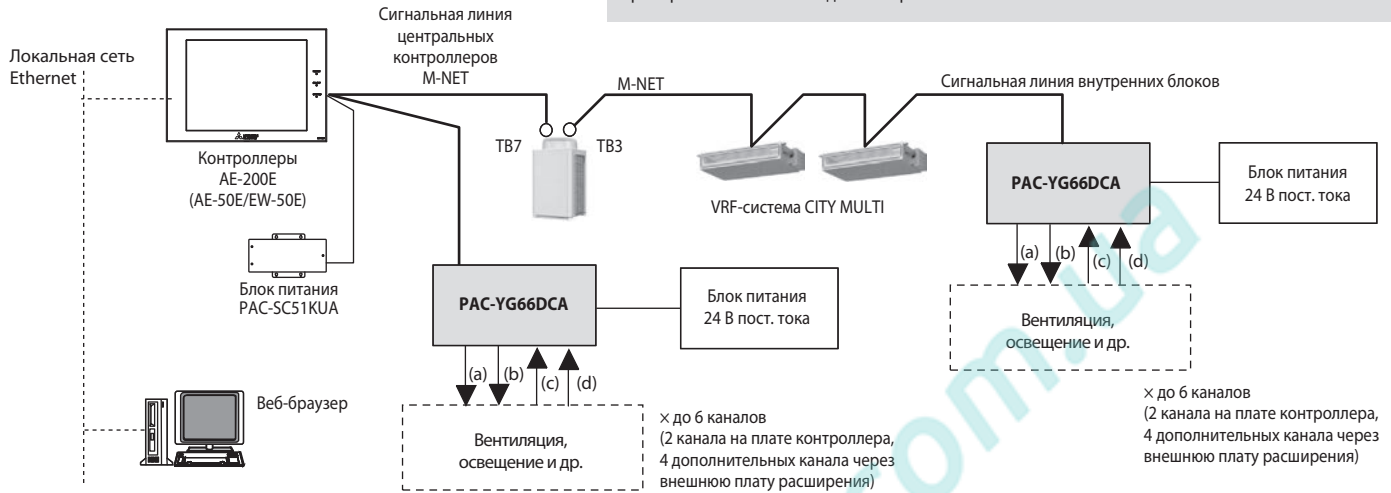 Сигнальная линия
центральных
контроллеров
M-NET
Локальная сеть
Ethernet
M-NET
Сигнальная линия внутренних блоков
TB7
TB3
Контроллеры
AE-200E
(AE-50E/EW-50E)
VRF-система CITY MULTI
PAC-YG66DCA
Блок питания
24 В пост. тока
(a)
(b)
(c)
(d)
Вентиляция,
освещение и др.
× до 6 каналов
(2 канала на плате контроллера,
4 дополнительных канала через
внешнюю плату расширения)
Блок питания
PAC-SC51KUA
PAC-YG66DCA
Блок питания
24 В пост. тока
(a)
(b)
(c)
(d)
Вентиляция,
освещение и др.
× до 6 каналов
(2 канала на плате контроллера,
4 дополнительных канала через
внешнюю плату расширения)
Веб-браузер
com.ua